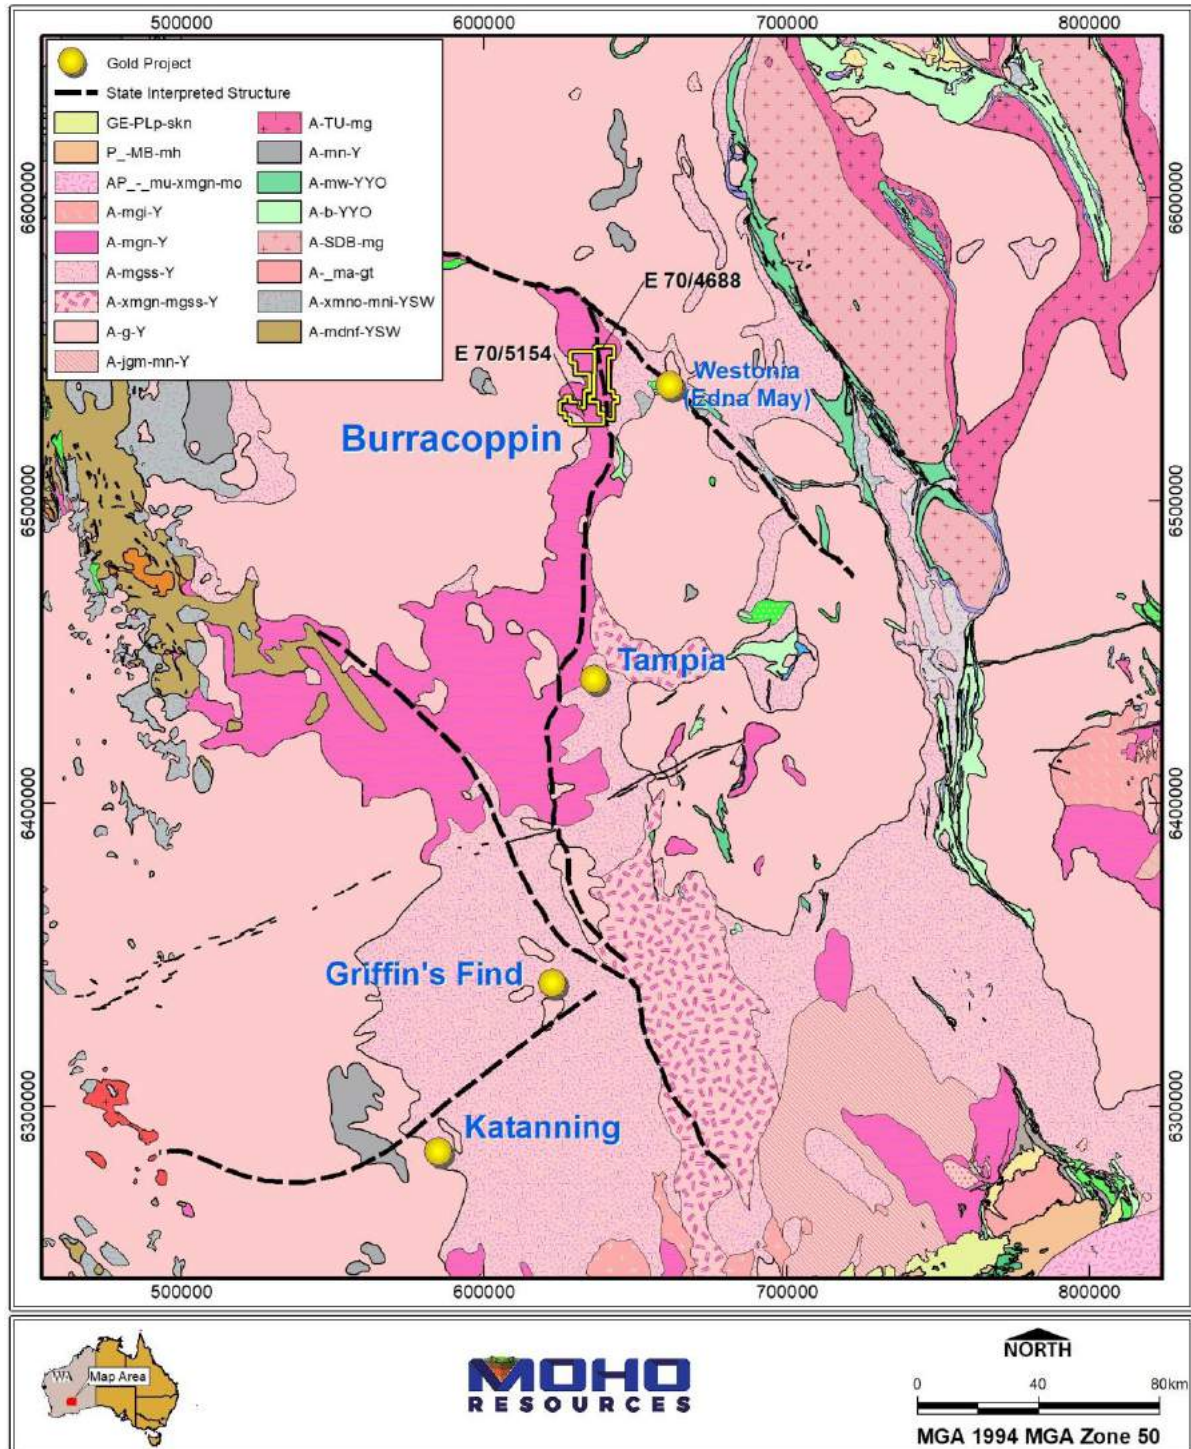 500000 600000 700000 800000
Gold Project
State Interpreted Structure
GE-PLp-skn
P_-MB-mh
AP_-_mu-xmgn-mo
A-mgi-Y
A-mgn-Y
A-mgss-Y
A-xmgn-mgss-Y
A-g-Y
A-jgm-mn-Y
A-TU-mg
A-mn-Y
A-mw-YYO
A-b-YYO
A-SDB-mg
A-_ma-gt
A-xmno-mni-YSW
A-mdnf-YSW
6600000
6500000
6400000
6300000
6600000
6500000
6400000
6300000
E 70/4688
E 70/5154
Westonia
(Edna May)
Burracoppin
Tampia
Griffin's Find
Katanning
500000 600000 700000 800000
WA
Map Area
MOHO
RESOURCES
NORTH
0 40 80km
MGA 1994 MGA Zone 50